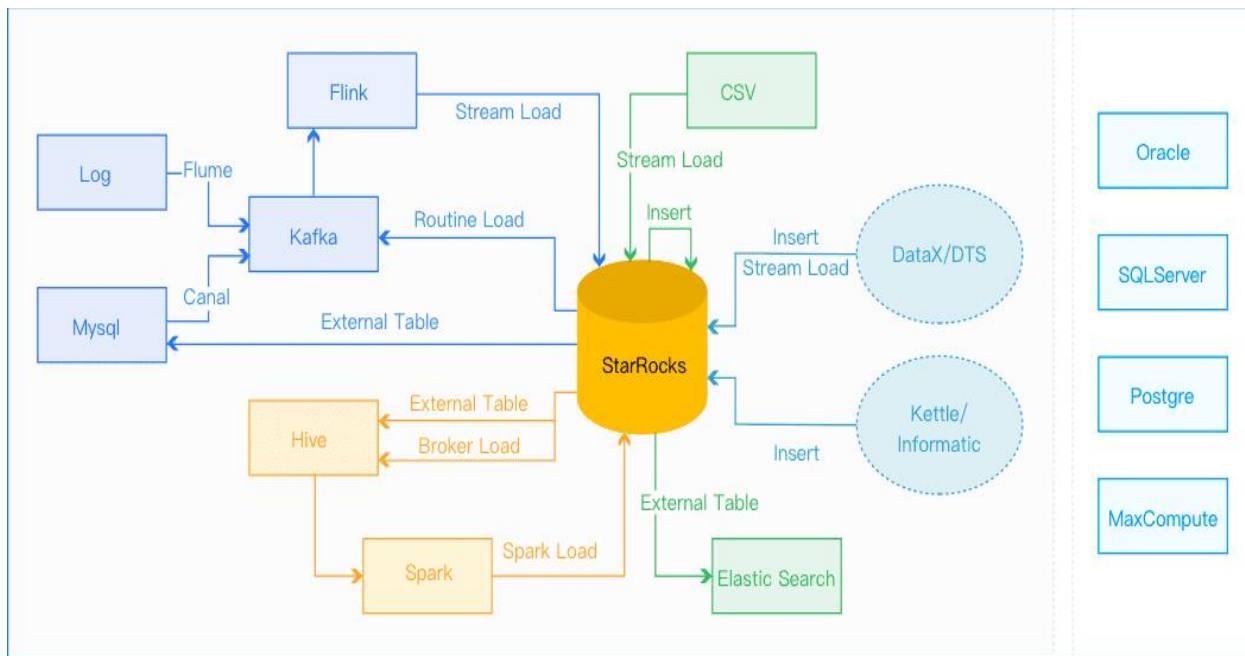 Flink
Stream Load
CSV
Log
Flume
Stream Load
Oracle
Kafka
Routine Load
Insert
Insert
Stream Load
DataX/DTS
SQLServer
Mysql
Canal
External Table
StarRocks
Postgre
Hive
External Table
Broker Load
Kettle/
Informatic
Insert
External Table
MaxCompute
Spark
Spark Load
Elastic Search